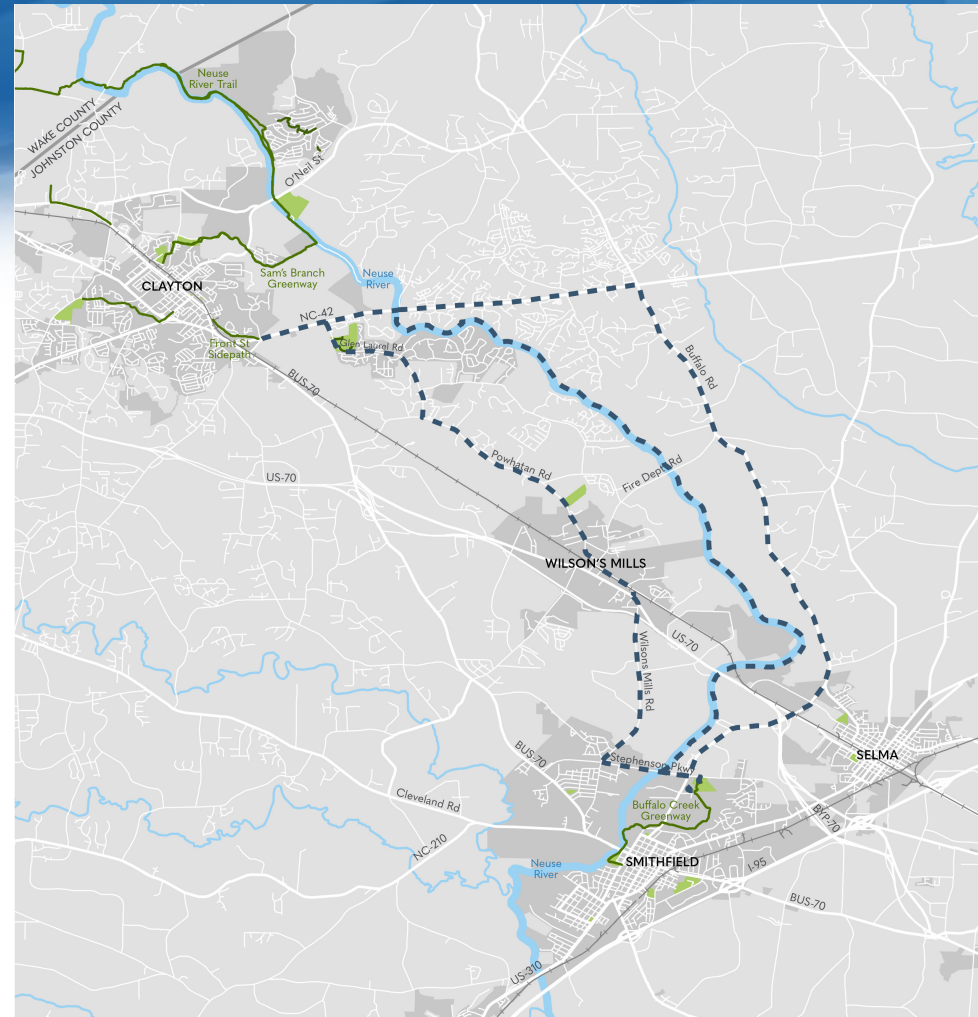 Neuse
River Trail
WAKE COUNTY
JOHNSTON COUNTY
O'Neil St
Sam's Branch
Greenway
Neuse
River
CLAYTON
NC-42
Front St
Sidepath
Glen Laurel Rd
BUS-70
Buffalo Rd
Powhatan Rd
Fire Dept Rd
US-70
WILSON'S MILLS
US-70
Wilsons Mills Rd
BUS-70
Stephenson Pkwy
SELMA
Cleveland Rd
Buffalo Creek
Greenway
BYP-70
NC-210
Neuse
River
SMITHFIELD
I-95
BUS-70
US-310